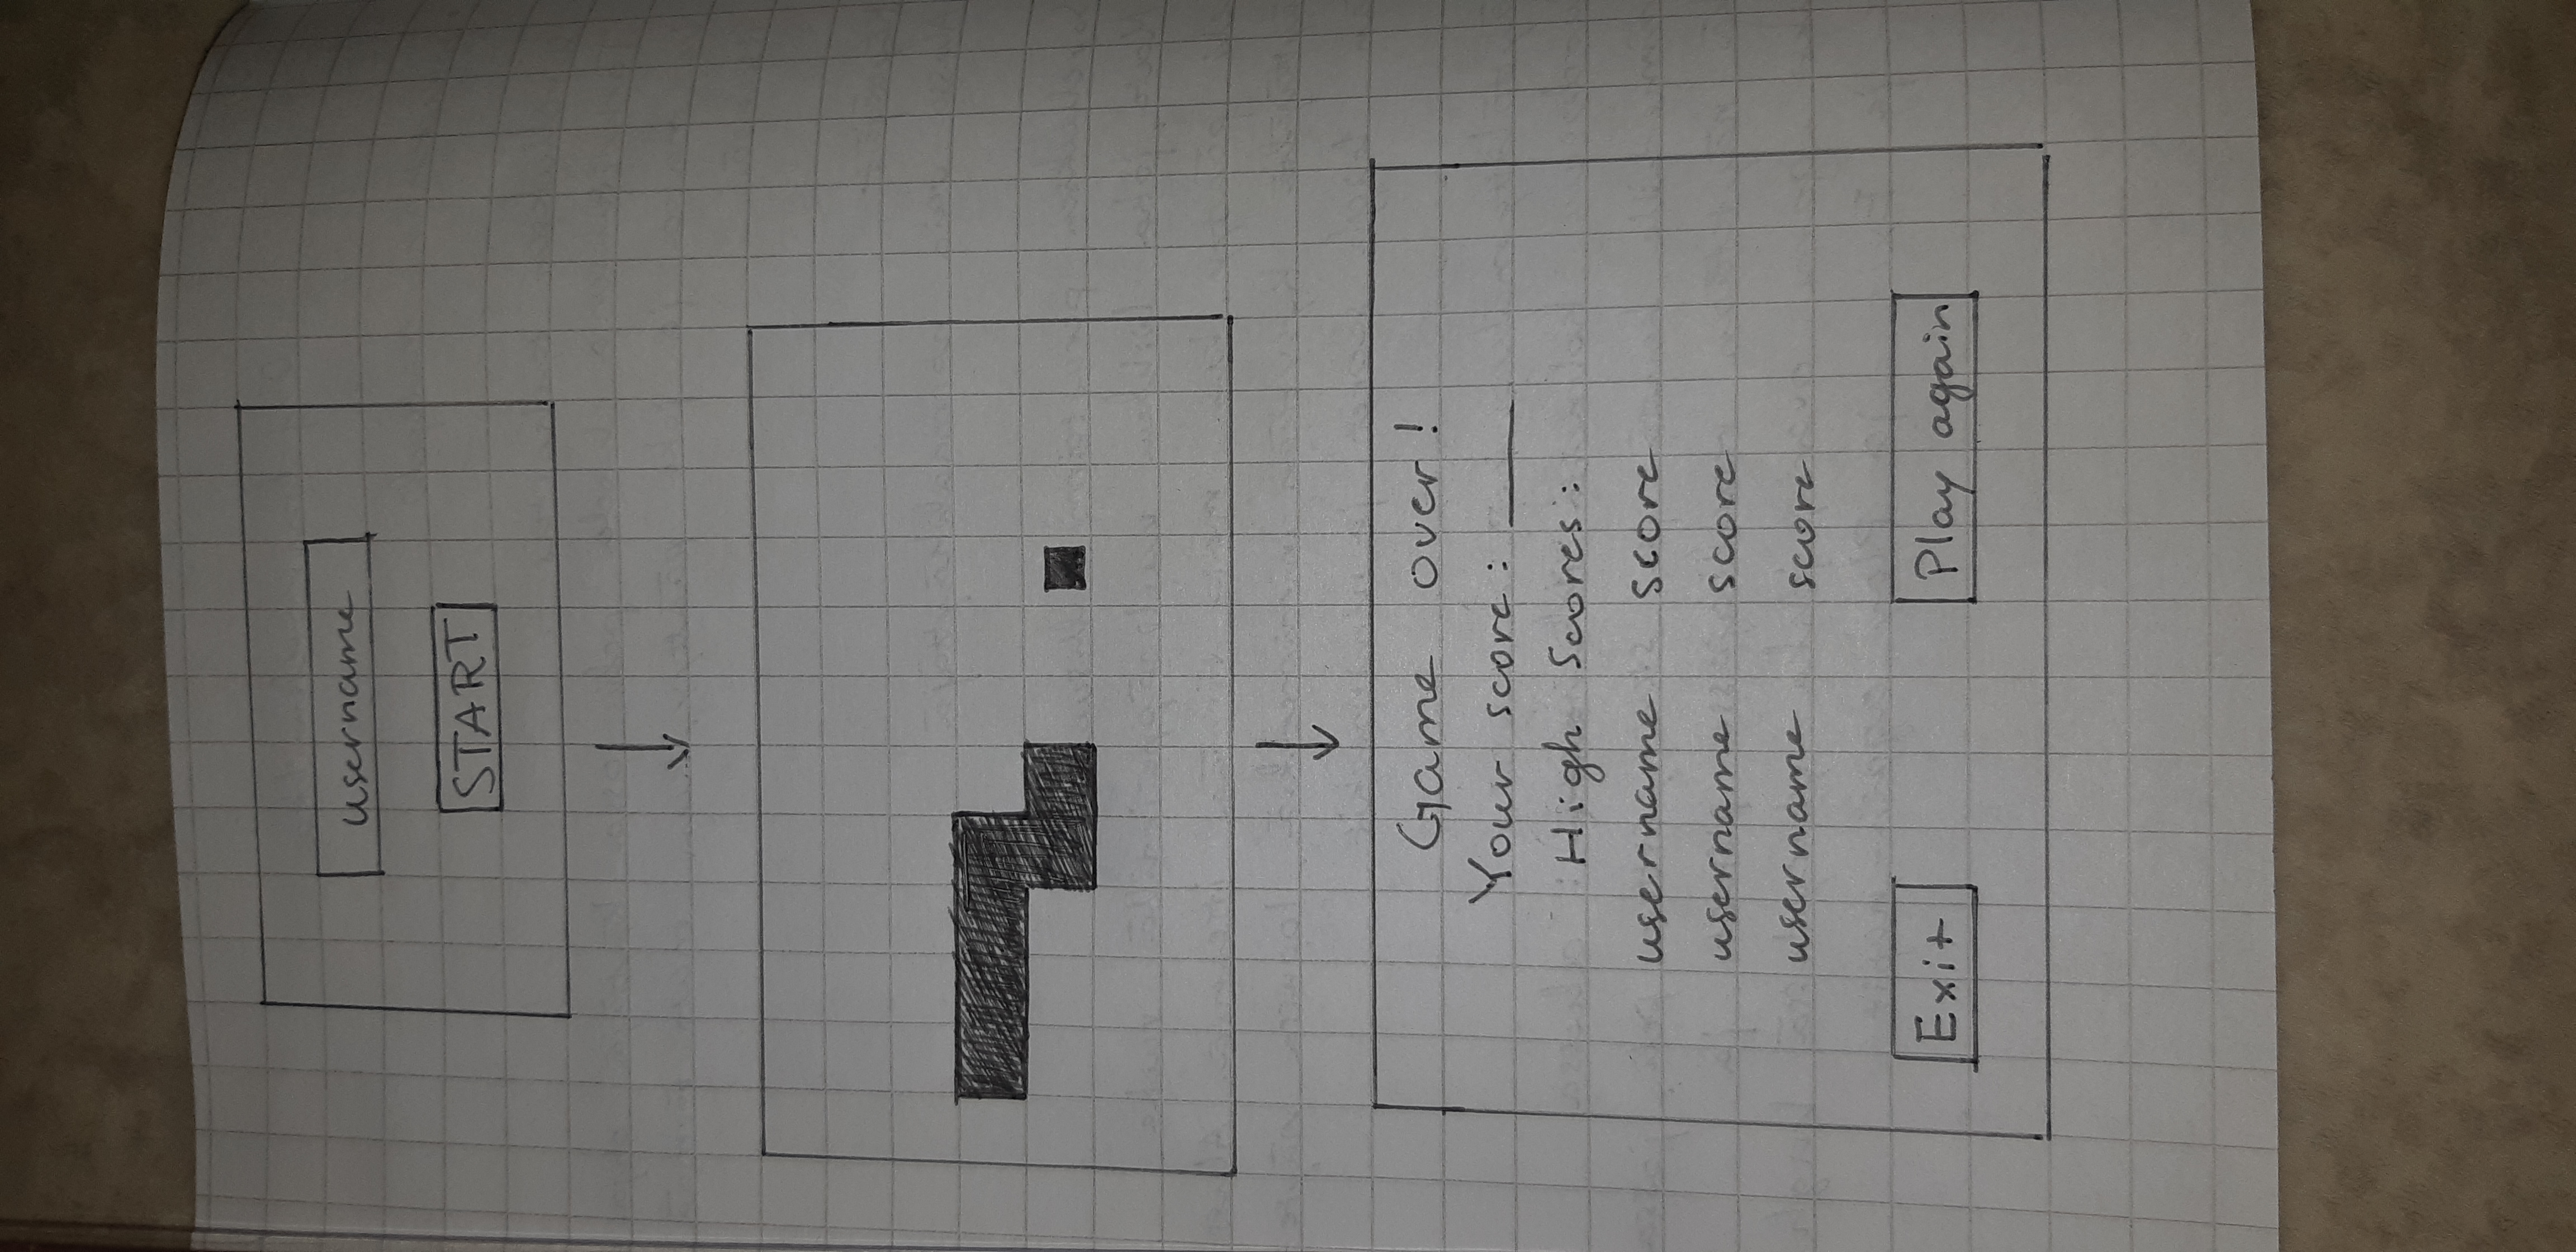 username
START
Game over!
Your score: ____
High Scores:
username score
username score
username score
Exit Play again